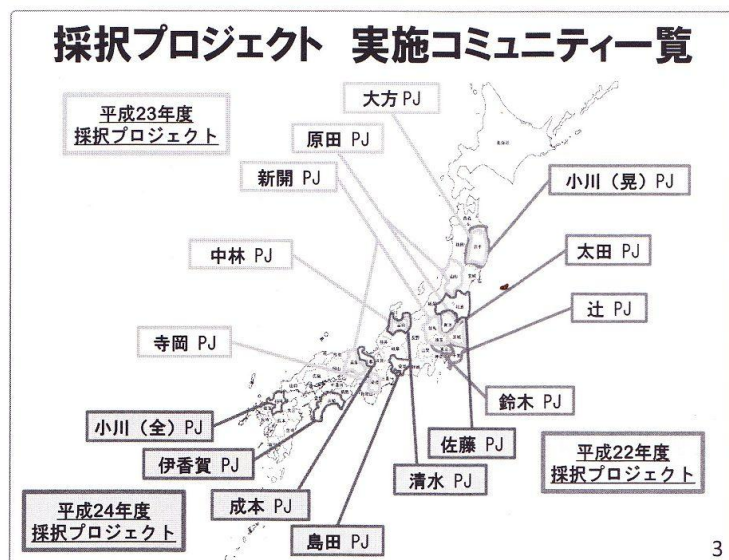 採択プロジェクト 実施コミュニティ一覧
平成23年度
採択プロジェクト
大方 PJ
原田 PJ
新開 PJ
小川（晃）PJ
中林 PJ
太田 PJ
辻 PJ
寺岡 PJ
鈴木 PJ
小川（全）PJ
佐藤 PJ
平成22年度
採択プロジェクト
伊香賀 PJ
清水 PJ
成本 PJ
平成24年度
採択プロジェクト
島田 PJ
3